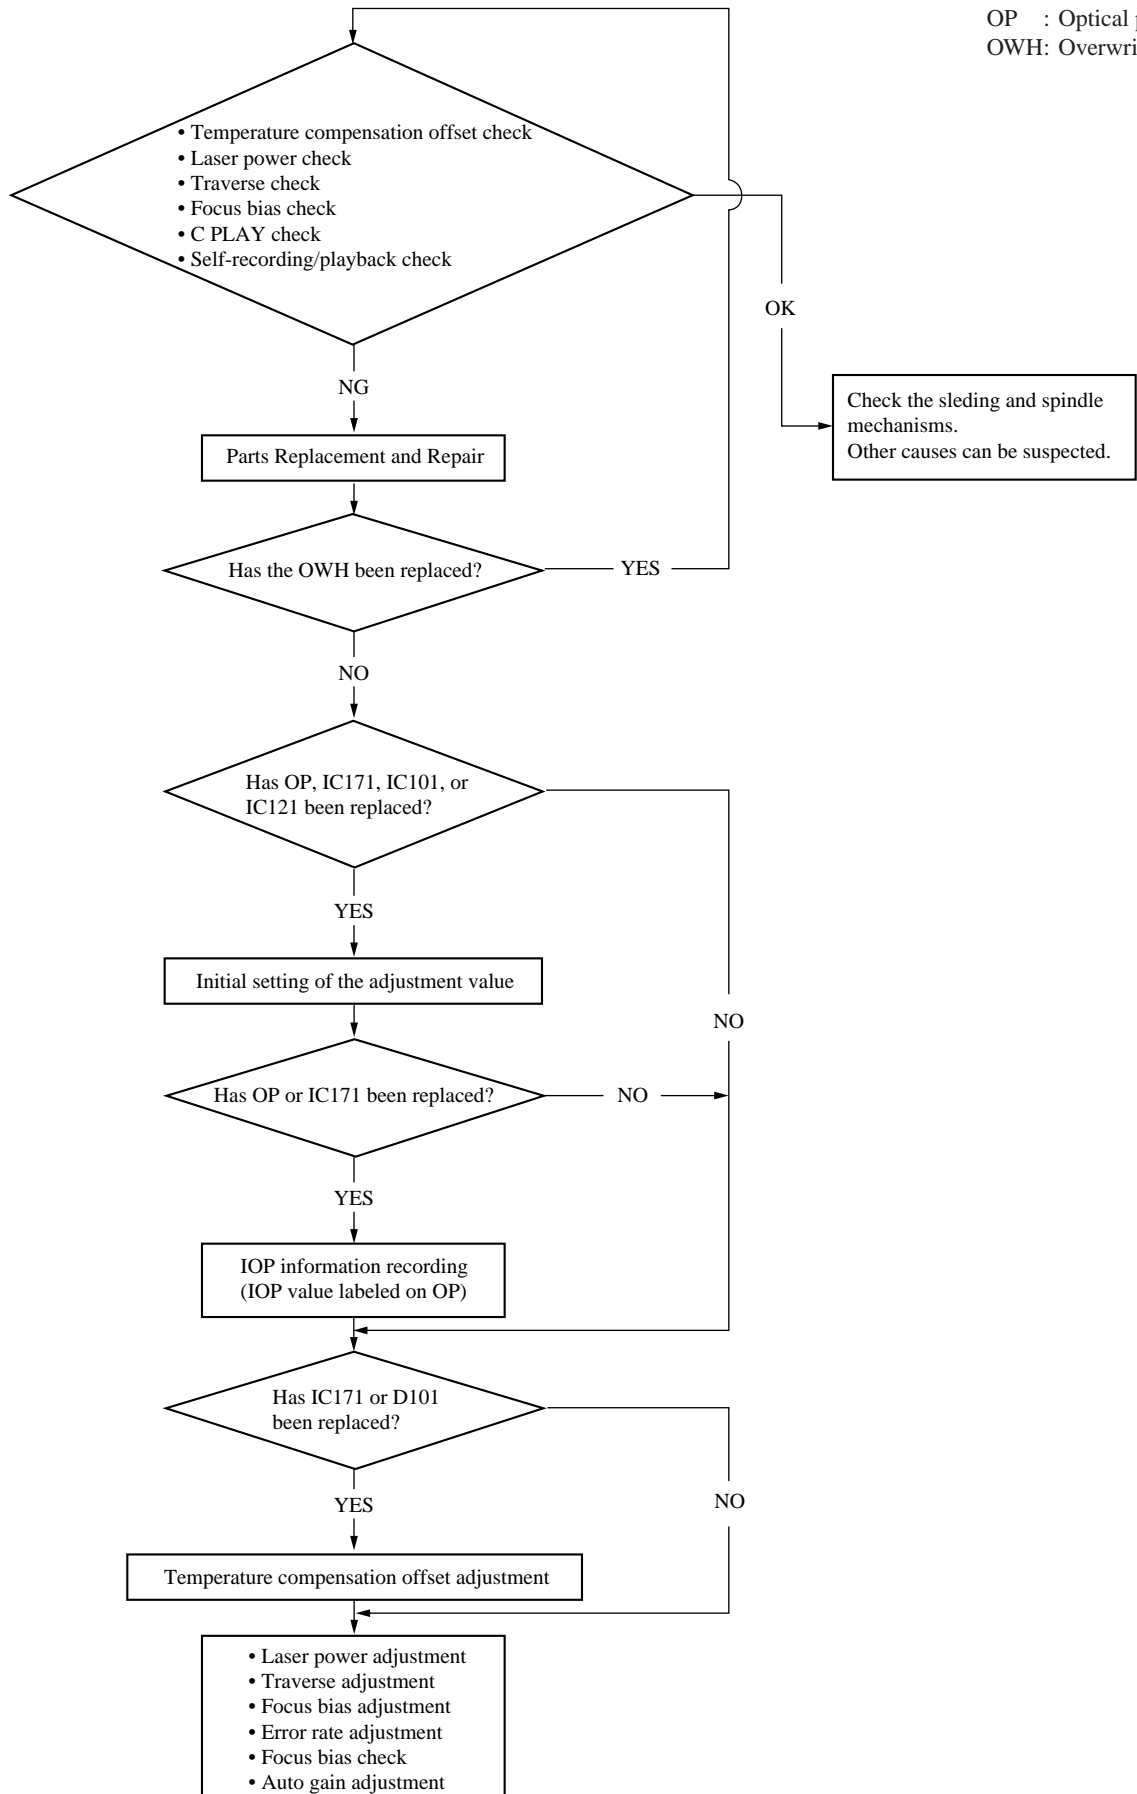 OP : Optical
OWH: 
• Temperature compensation offset check
• Laser power check
• Traverse check
• Focus bias check
• C PLAY check
• Self-recording/playback check
OK
NG
Check the sleding and spindle
mechanisms.
Other causes can be suspected.
Parts Replacement and Repair
Has the OWH been replaced?
YES
NO
Has OP, IC171, IC101, or
IC121 been replaced?
YES
Initial setting of the adjustment value
NO
Has OP or IC171 been replaced?
NO
YES
IOP information recording
(IOP value labeled on OP)
Has IC171 or D101
been replaced?
YES
NO
Temperature compensation offset adjustment
• Laser power adjustment
• Traverse adjustment
• Focus bias adjustment
• Error rate adjustment
• Focus bias check
• Auto gain adjustment